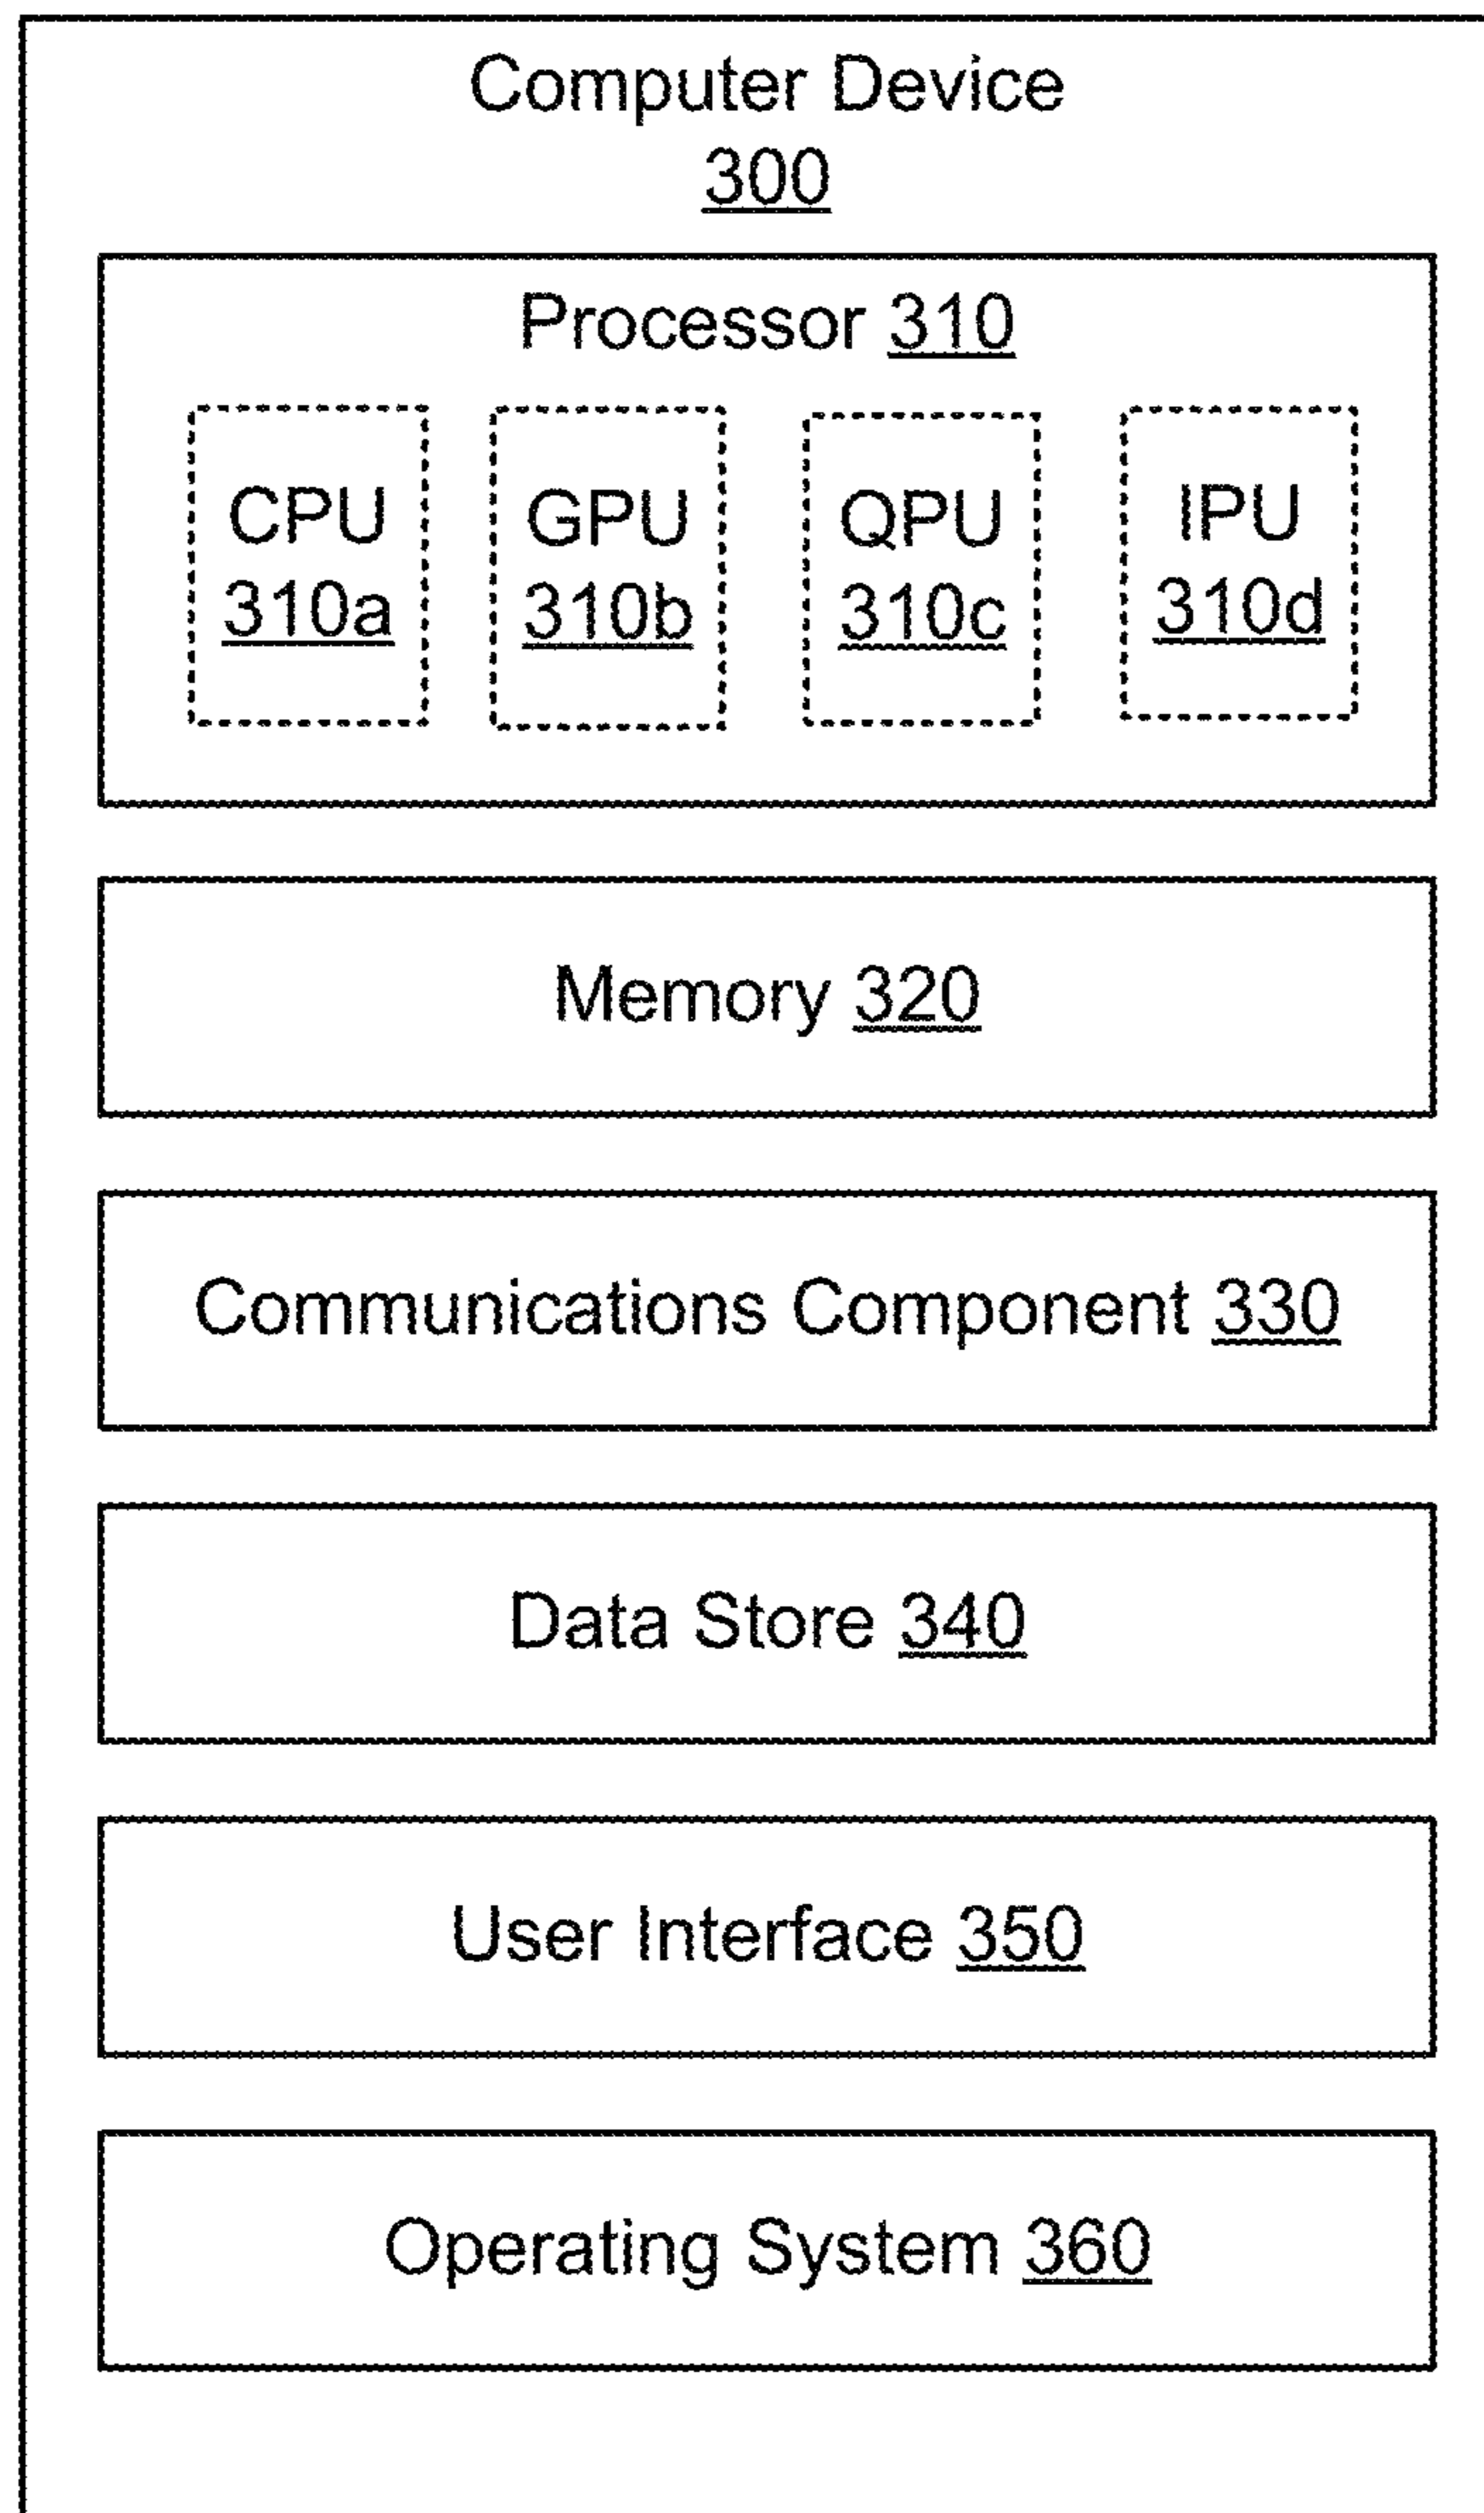 Computer Device
300
Processor 310
CPU GPU QPU IPU
310a 310b 310c 310d
Memory 320
Communications Component 330
Data Store 340
User Interface 350
Operating System 360